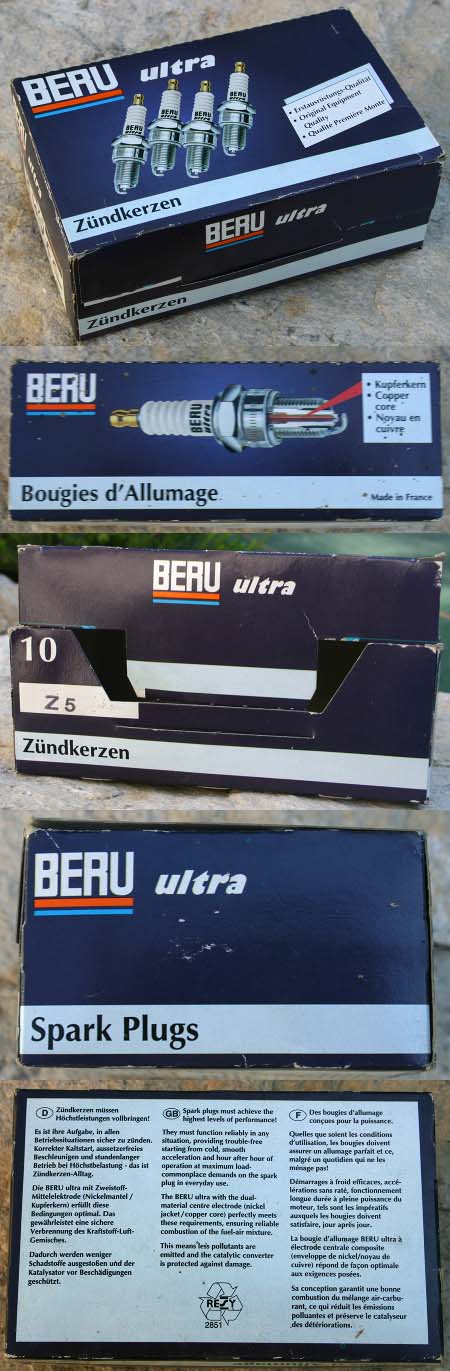 BERU ultra
BERU ultra
BERU ultra
BERU ultra
BERU ultra
• Erstausrüstungs-Qualität
• Original Equipment
Quality
• Qualité Première Monte
Zündkerzen
BERU ultra
Zündkerzen
BERU
BERU ultra
• Kupferkern
• Copper
core
• Noyau en
cuivre
Bougies d'Allumage
Made in France
BERU ultra
10
Z 5
Zündkerzen
BERU ultra
Spark Plugs
D Zündkerzen müssen
Höchstleistungen vollbringen!
Es ist ihre Aufgabe, in allen
Betriebssituationen sicher zu zünden.
Korrekter Kaltstart, aussetzerfreies
Beschleunigen und stundenlanger
Betrieb bei Höchstbelastung - das ist
Zündkerzen-Alltag.
Die BERU ultra mit Zweistoff-
Mittelelektrode (Nickelmantel /
Kupferkern) erfüllt diese
Bedingungen optimal. Das
gewährleistet eine sichere
Verbrennung des Kraftstoff-Luft-
Gemisches.
Dadurch werden weniger
Schadstoffe ausgestoßen und der
Katalysator vor Beschädigungen
geschützt.
GB Spark plugs must achieve the
highest levels of performance!
They must function reliably in any
situation, providing trouble-free
starting from cold, smooth
acceleration and hour after hour of
operation at maximum load-
commonplace demands on the spark
plug in everyday use.
The BERU ultra with the dual-
material centre electrode (nickel
jacket / copper core) perfectly meets
these requirements, ensuring reliable
combustion of the fuel-air mixture.
This means less pollutants are
emitted and the catalytic converter
is protected against damage.
RESY
2851
F Des bougies d'allumage
conçues pour la puissance.
Quelles que soient les conditions
d'utilisation, les bougies doivent
assurer un allumage parfait et ce,
malgré un quotidien qui ne les
ménage pas!
Démarrages à froid efficaces, accé-
lérations sans raté, fonctionnement
longue durée à pleine puissance du
moteur, tels sont les impératifs
auxquels les bougies doivent
satisfaire, jour après jour.
La bougie d'allumage BERU ultra à
électrode centrale composite
(enveloppe de nickel/noyau de
cuivre) répond de façon optimale
aux exigences posées.
Sa conception garantit une bonne
combustion du mélange air-carbu-
rant, ce qui réduit les émissions
polluantes et préserve le catalyseur
des détériorations.